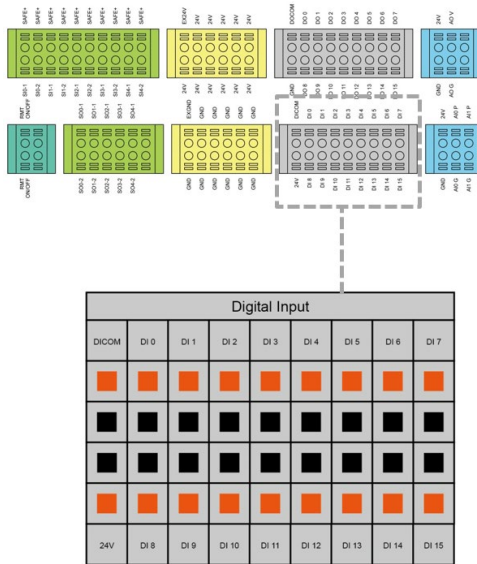 SAFE+ SAFE+ SAFE+ SAFE+ SAFE+ SAFE+ SAFE+ SAFE+
EX24V 24V 24V 24V 24V 24V
DOCOM DO 0 DO 1 DO 2 DO 3 DO 4 DO 5 DO 6 DO 7
24V AO V
SI0-1 SI0-2 SI1-1 SI1-2 SI2-1 SI2-2 SI3-1 SI3-2 SI4-1 SI4-2
24V 24V 24V 24V 24V 24V
GND DO 8 DO 9 DO 10 DO 11 DO 12 DO 13 DO 14 DO 15
GND AO G
RMT ON/OFF
SO0-1 SO1-1 SO2-1 SO3-1 SO4-1
EXGND GND GND GND GND GND
DICOM DI 0 DI 1 DI 2 DI 3 DI 4 DI 5 DI 6 DI 7
24V AI0 P AI1 P
RMT ON/OFF
SO0-2 SO1-2 SO2-2 SO3-2 SO4-2
GND GND GND GND GND GND
24V DI 8 DI 9 DI 10 DI 11 DI 12 DI 13 DI 14 DI 15
GND AI0 G AI1 G
Digital Input
DICOM DI 0 DI 1 DI 2 DI 3 DI 4 DI 5 DI 6 DI 7
24V DI 8 DI 9 DI 10 DI 11 DI 12 DI 13 DI 14 DI 15